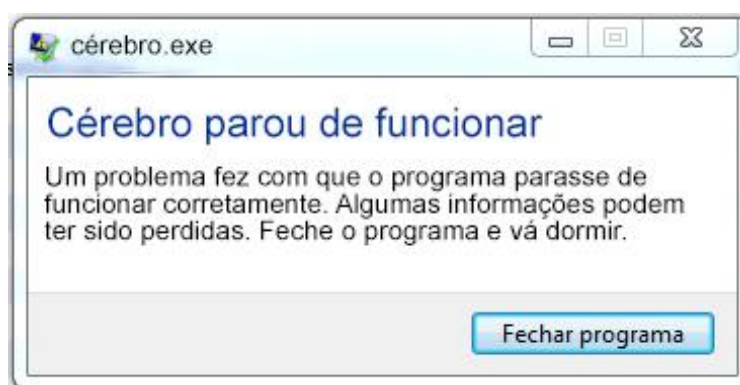 cérebro.exe
Cérebro parou de funcionar
Um problema fez com que o programa parasse de
funcionar corretamente. Algumas informações podem
ter sido perdidas. Feche o programa e vá dormir.
Fechar programa